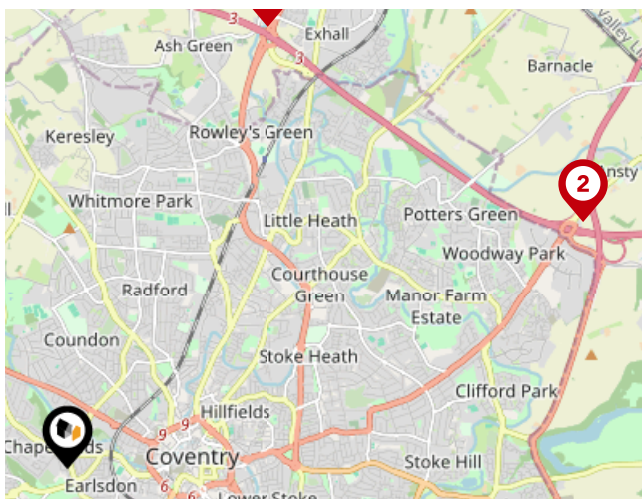 3
Exhall
Ash Green
3
Barnacle
Keresley
Rowley's Green
nsty
2
Whitmore Park
Little Heath
Potters Green
Woodway Park
Courthouse
Green
Radford
Manor Farm
Estate
Coundon
Stoke Heath
Clifford Park
Hillfields
9
9
Coventry
Stoke Hill
Earlsdon
6
6
Lower Stoke